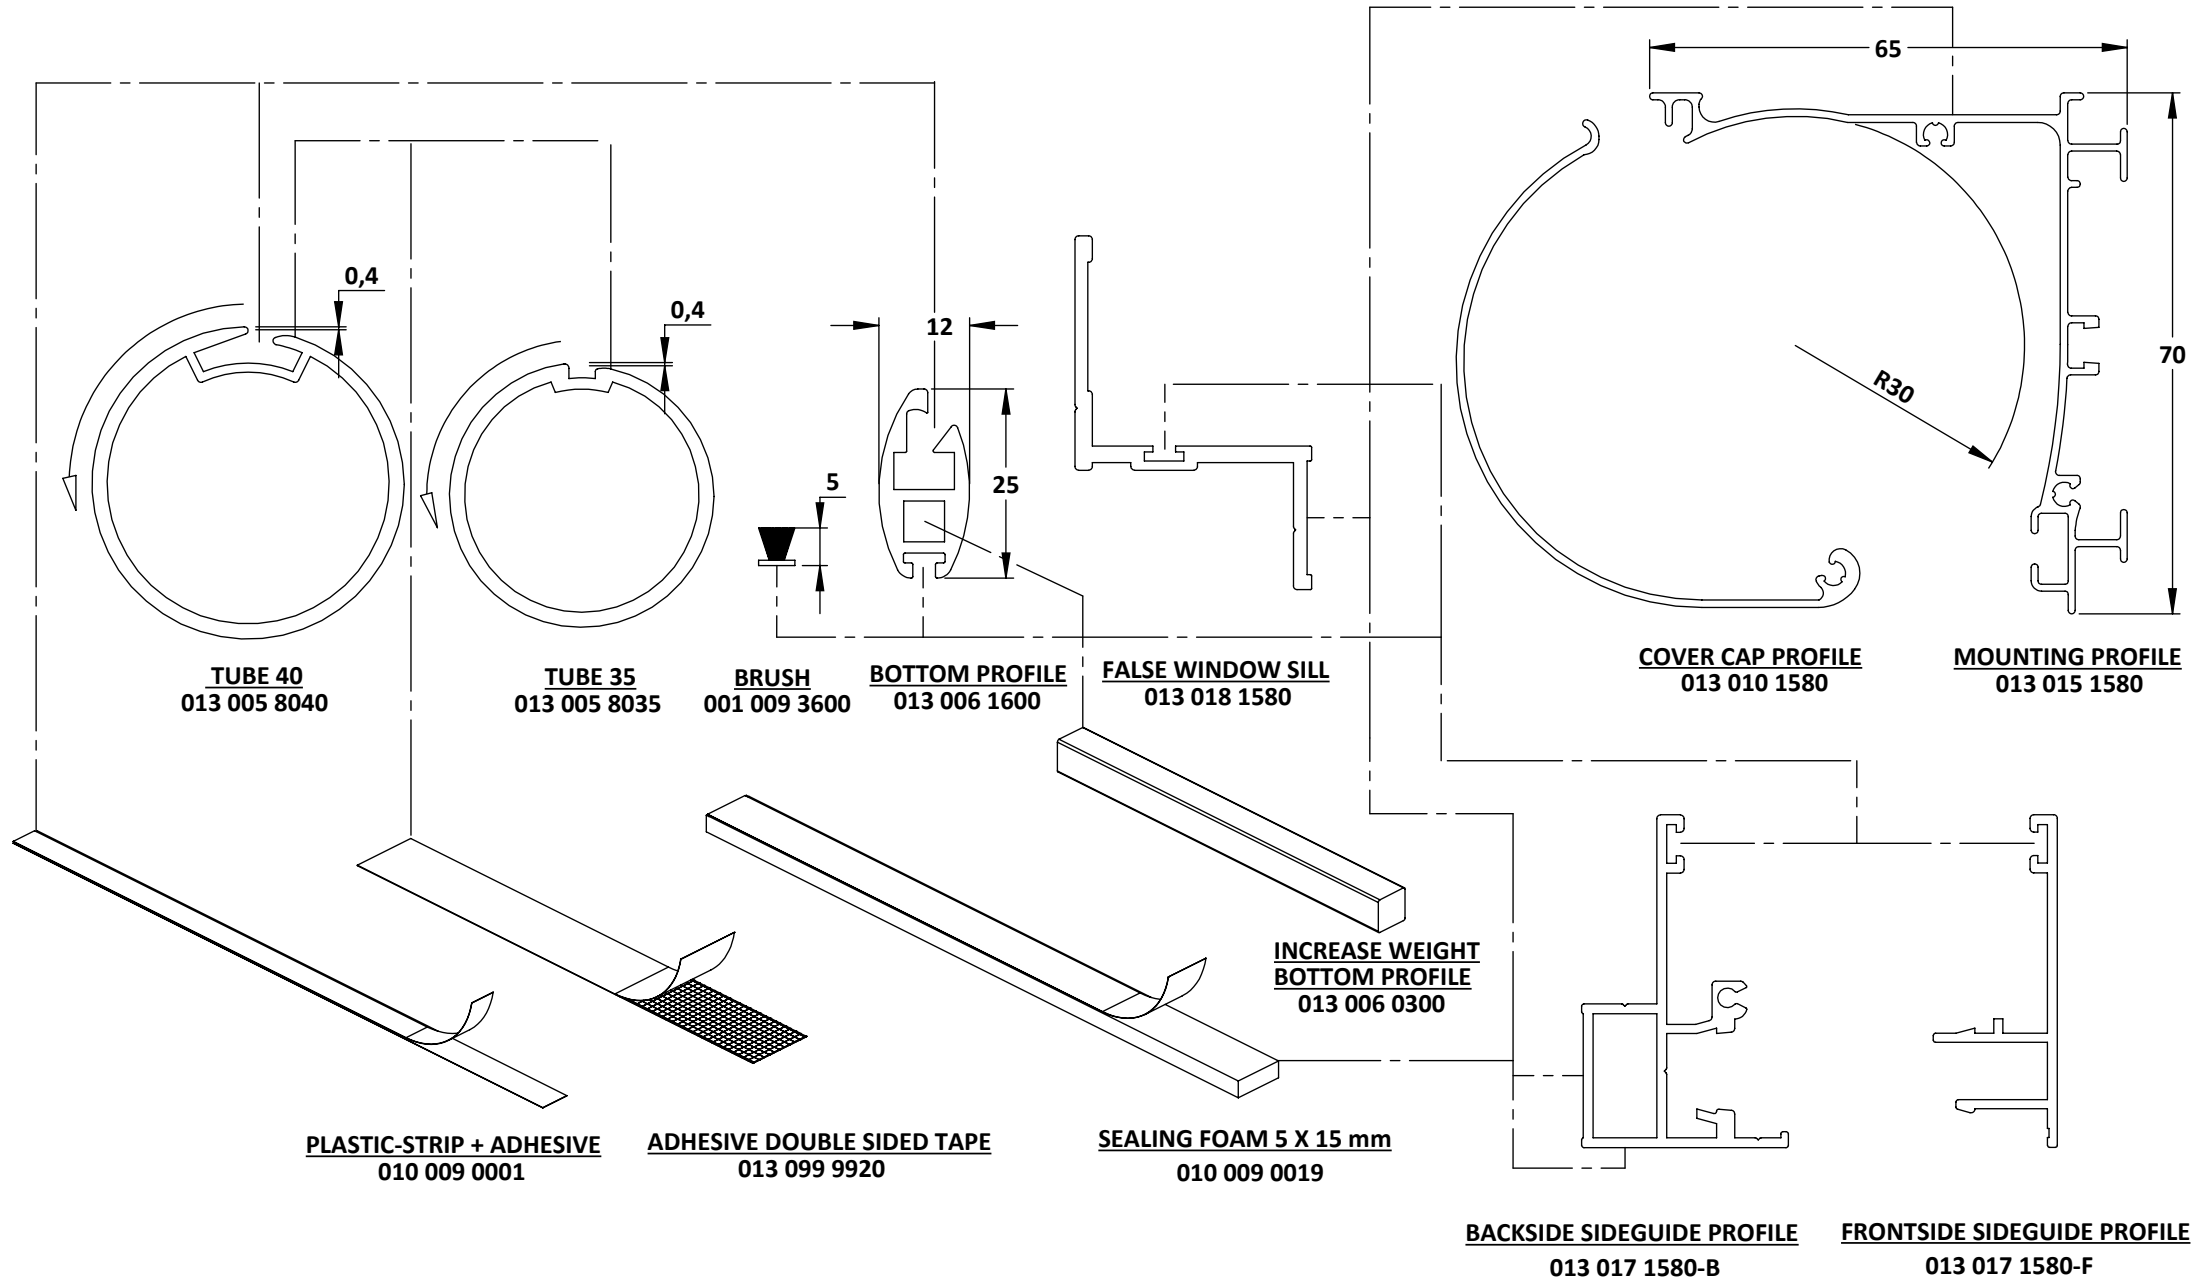 65
0,4
0,4
12
70
R30
5
25
TUBE 40
013 005 8040
TUBE 35
013 005 8035
BRUSH
001 009 3600
BOTTOM PROFILE
013 006 1600
FALSE WINDOW SILL
013 018 1580
COVER CAP PROFILE
013 010 1580
MOUNTING PROFILE
013 015 1580
INCREASE WEIGHT
BOTTOM PROFILE
013 006 0300
PLASTIC-STRIP + ADHESIVE
010 009 0001
ADHESIVE DOUBLE SIDED TAPE
013 099 9920
SEALING FOAM 5 X 15 mm
010 009 0019
BACKSIDE SIDEGUIDE PROFILE
013 017 1580-B
FRONTSIDE SIDEGUIDE PROFILE
013 017 1580-F